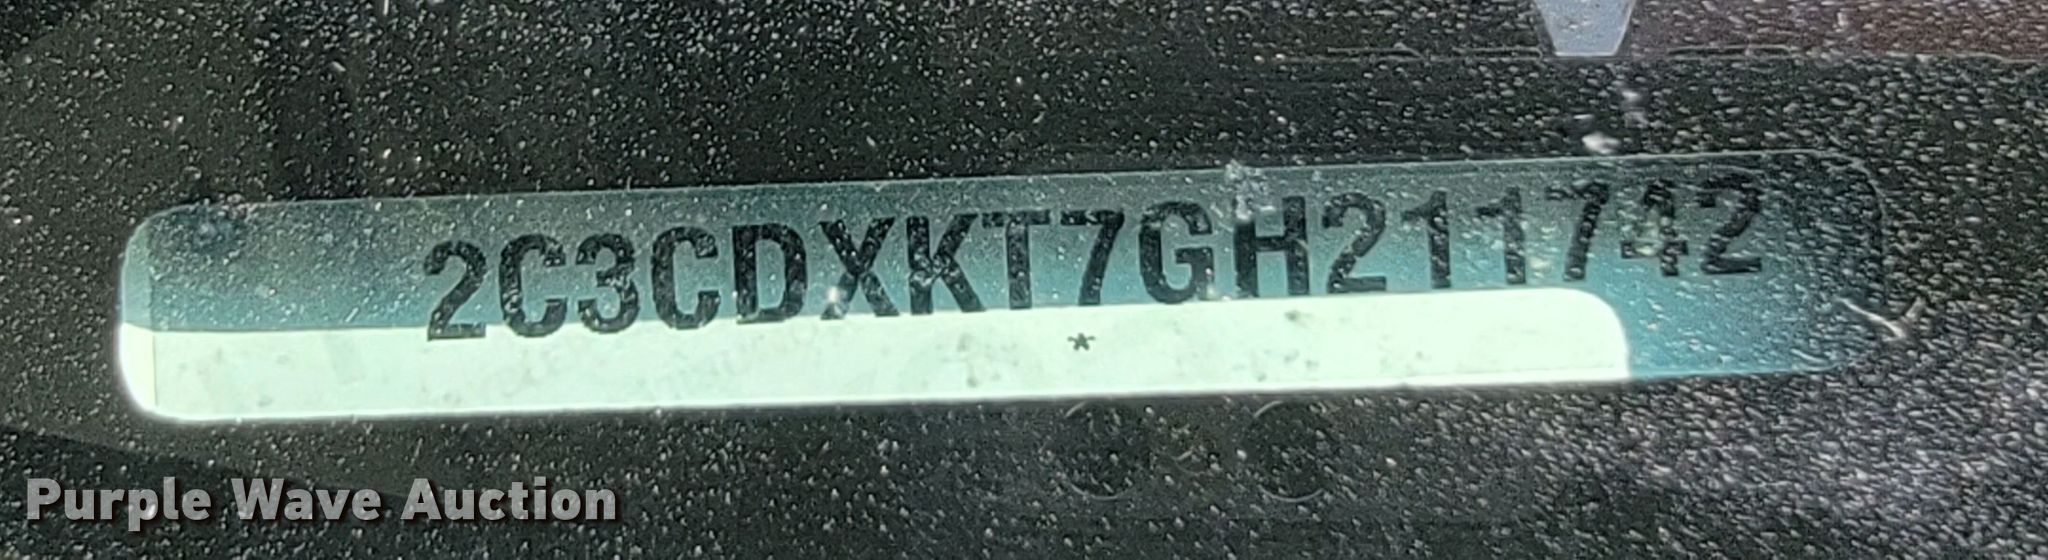 2C3CDXKT7GH211742
*
Purple Wave Auction